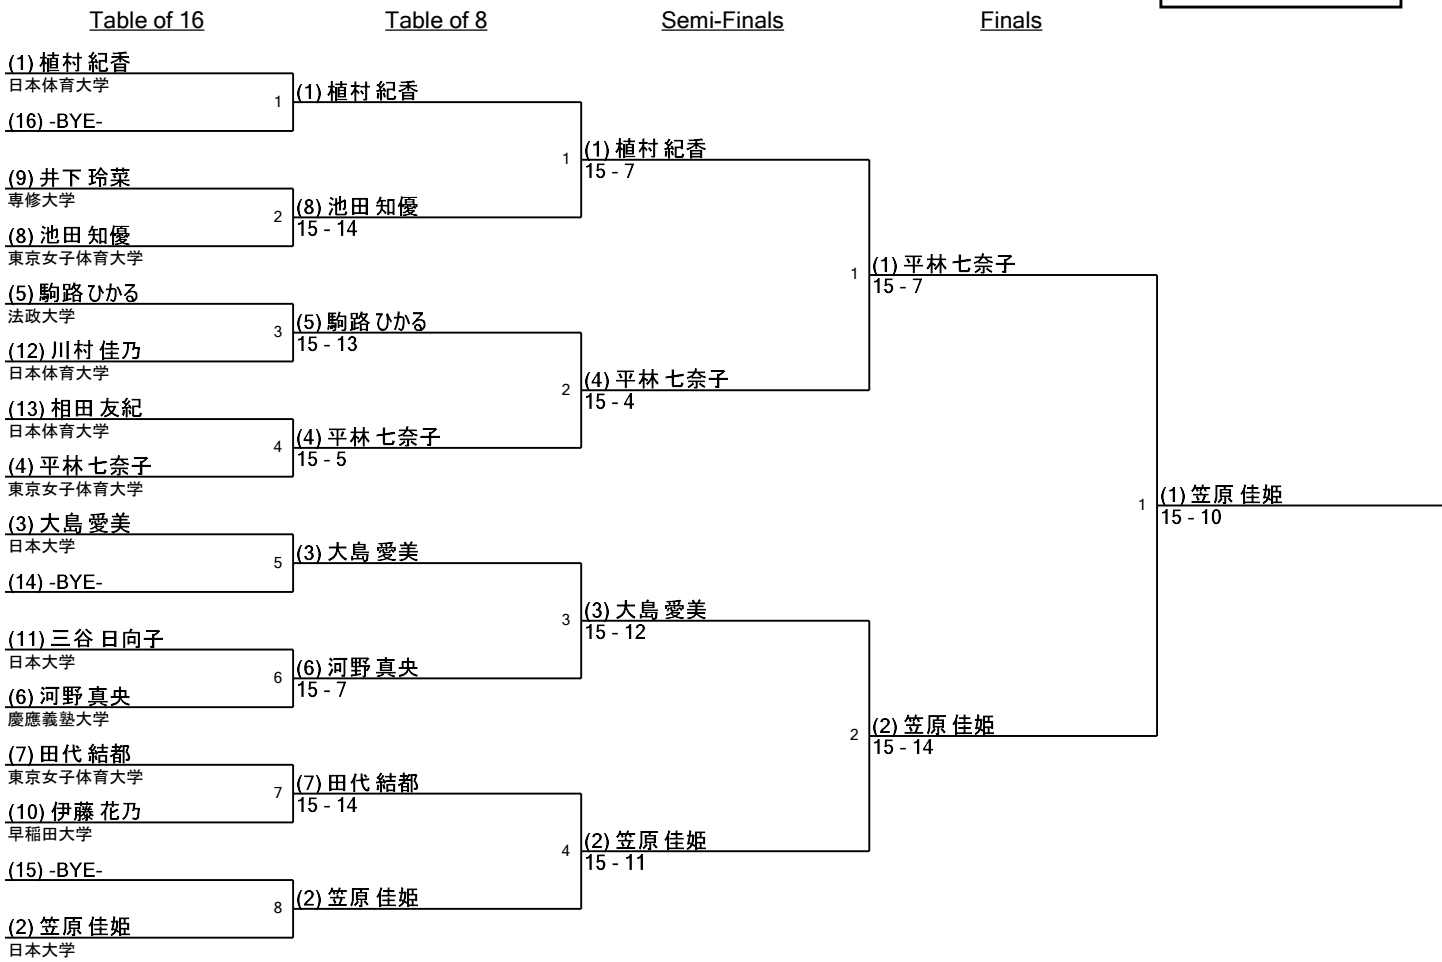 Table of 16
Table of 8
Semi-Finals
Finals
(1) 植村 紀香
日本体育大学
1
(16) -BYE-
(9) 井下 玲菜
専修大学
2
(8) 池田 知優
東京女子体育大学
(5) 駒路 ひかる
法政大学
3
(12) 川村 佳乃
日本体育大学
(13) 相田 友紀
日本体育大学
4
(4) 平林 七奈子
東京女子体育大学
(3) 大島 愛美
日本大学
5
(14) -BYE-
(11) 三谷 日向子
日本大学
6
(6) 河野 真央
慶應義塾大学
(7) 田代 結都
東京女子体育大学
7
(10) 伊藤 花乃
早稲田大学
(15) -BYE-
8
(2) 笠原 佳姫
日本大学
(1) 植村 紀香
1
(8) 池田 知優
15 - 14
(5) 駒路 ひかる
15 - 13
2
(4) 平林 七奈子
15 - 5
(3) 大島 愛美
3
(6) 河野 真央
15 - 7
(7) 田代 結都
15 - 14
4
(2) 笠原 佳姫
(1) 植村 紀香
15 - 7
1
(4) 平林 七奈子
15 - 4
(3) 大島 愛美
15 - 12
2
(2) 笠原 佳姫
15 - 11
(1) 平林 七奈子
15 - 7
1
(2) 笠原 佳姫
15 - 14
(1) 笠原 佳姫
15 - 10